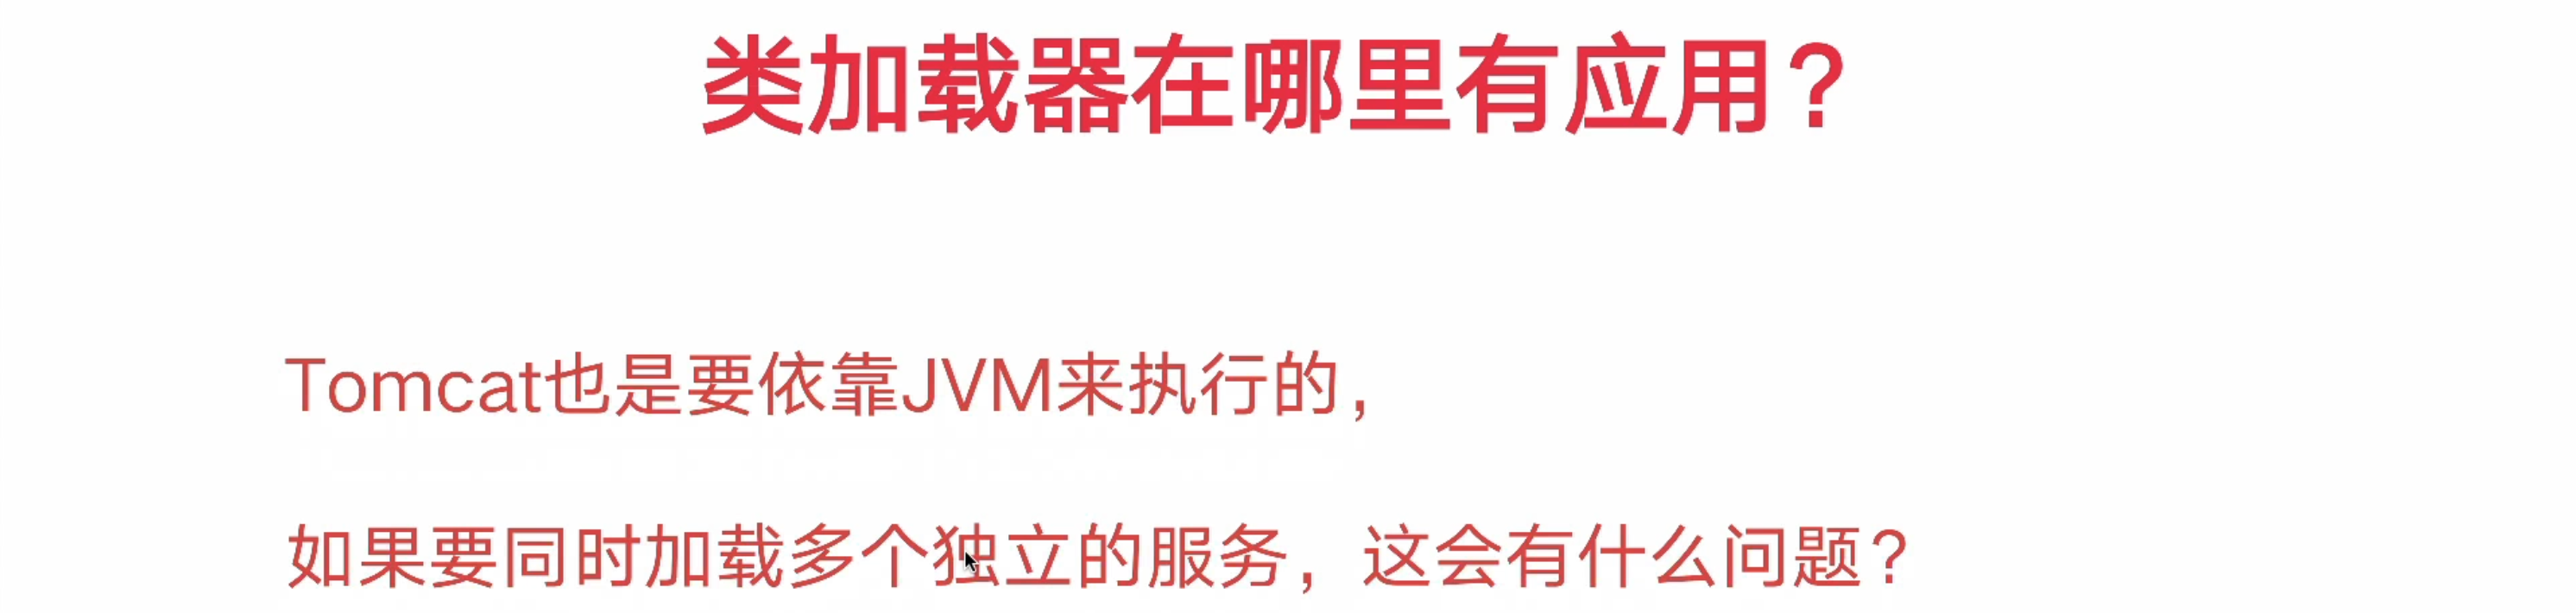 类加载器在哪里有应用？
Tomcat也是要依靠JVM来执行的，
如果要同时加载多个独立的服务，这会有什么问题？